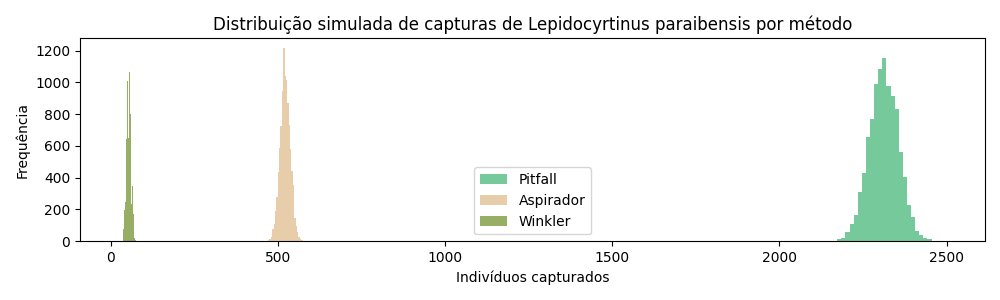 Distribuição simulada de capturas de Lepidocyrtinus paraibensis por método
Frequência
1200
1000
800
600
400
200
0
Pitfall
Aspirador
Winkler
0
500
1000
1500
2000
2500
Indivíduos capturados